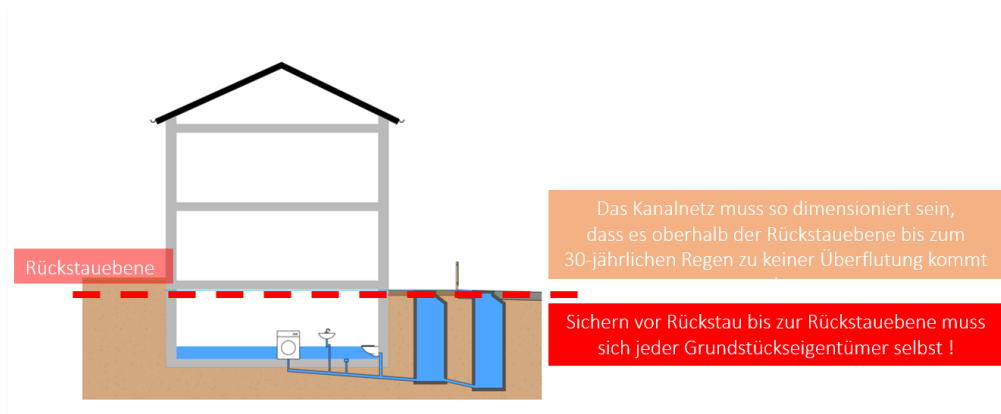 Rückstauebene
Das Kanalnetz muss so dimensioniert sein,
dass es oberhalb der Rückstauebene bis zum
30-jährlichen Regen zu keiner Überflutung kommt
Sichern vor Rückstau bis zur Rückstauebene muss
sich jeder Grundstückseigentümer selbst !